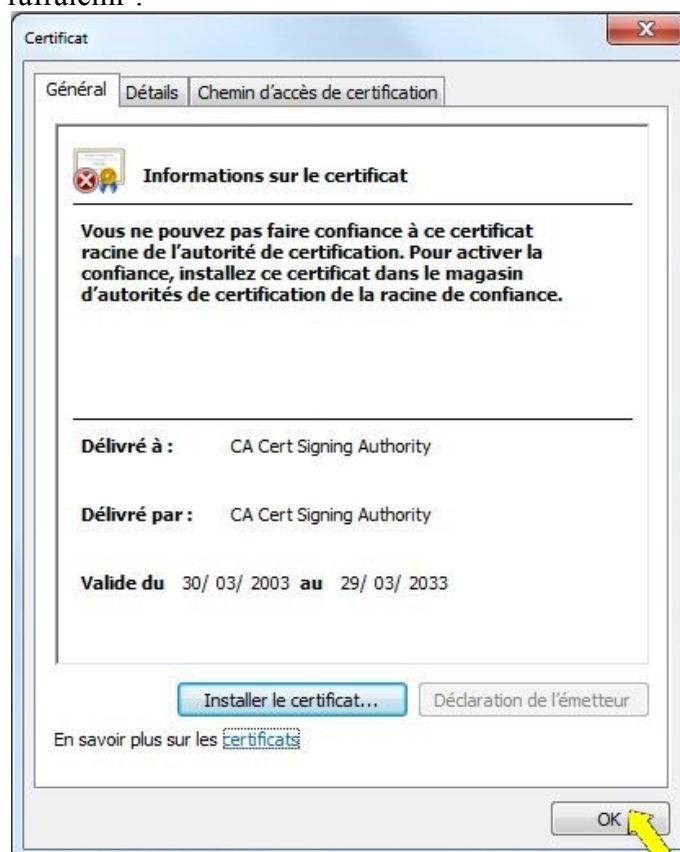 rafraîchir :
Certificat
Général Détails Chemin d'accès de certification
Informations sur le certificat
Vous ne pouvez pas faire confiance à ce certificat
racine de l'autorité de certification. Pour activer la
confiance, installez ce certificat dans le magasin
d'autorités de certification de la racine de confiance.
Délivré à : CA Cert Signing Authority
Délivré par : CA Cert Signing Authority
Valide du 30/ 03/ 2003 au 29/ 03/ 2033
Installer le certificat... Déclaration de l'émetteur
En savoir plus sur les certificats
OK